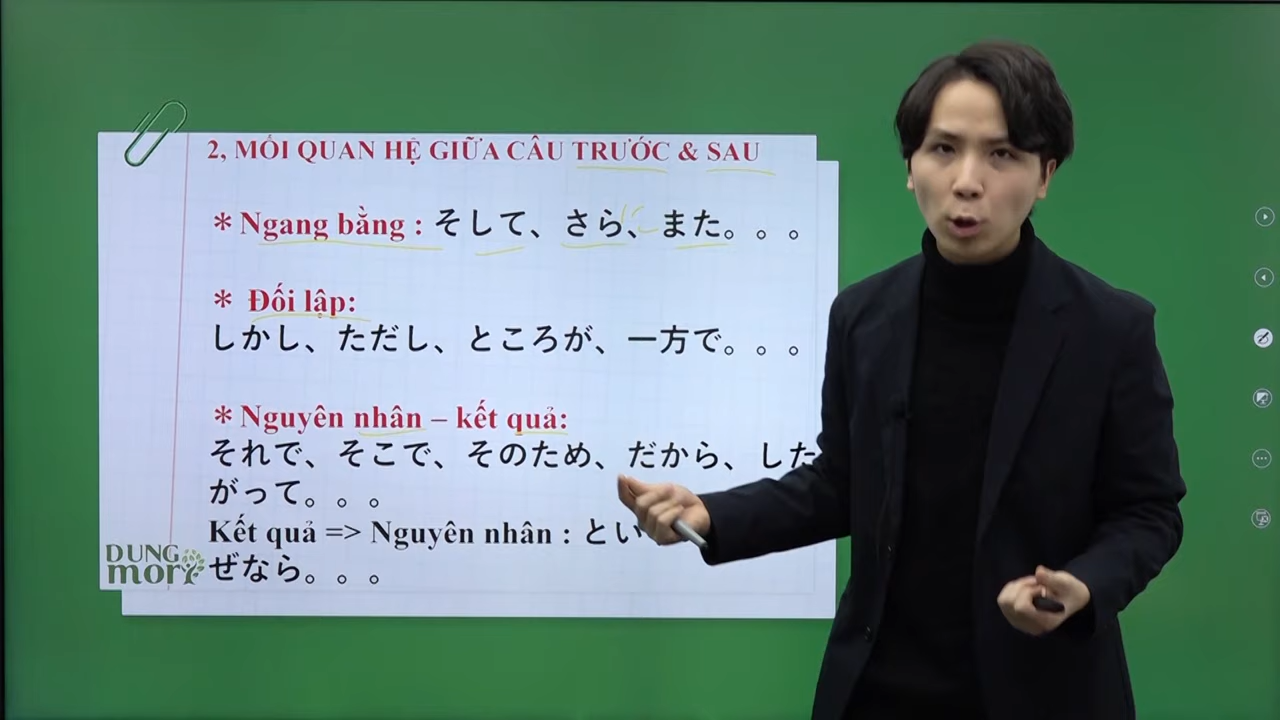 2, MỐI QUAN HỆ GIỮA CÂU TRƯỚC & SAU
* Ngang bằng : そして、さら、また。。。
* Đối lập:
しかし、ただし、ところが、一方で。。。
* Nguyên nhân – kết quả:
それで、そこで、そのため、だから、した
がって。。。
Kết quả => Nguyên nhân : とい
ぜなら。。。
DUNG
mori